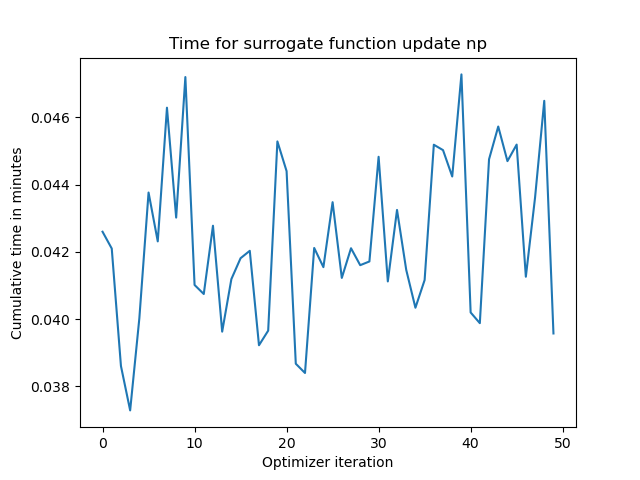 Time for surrogate function update np
Cumulative time in minutes
0.046
0.044
0.042
0.040
0.038
0 10 20 30 40 50
Optimizer iteration